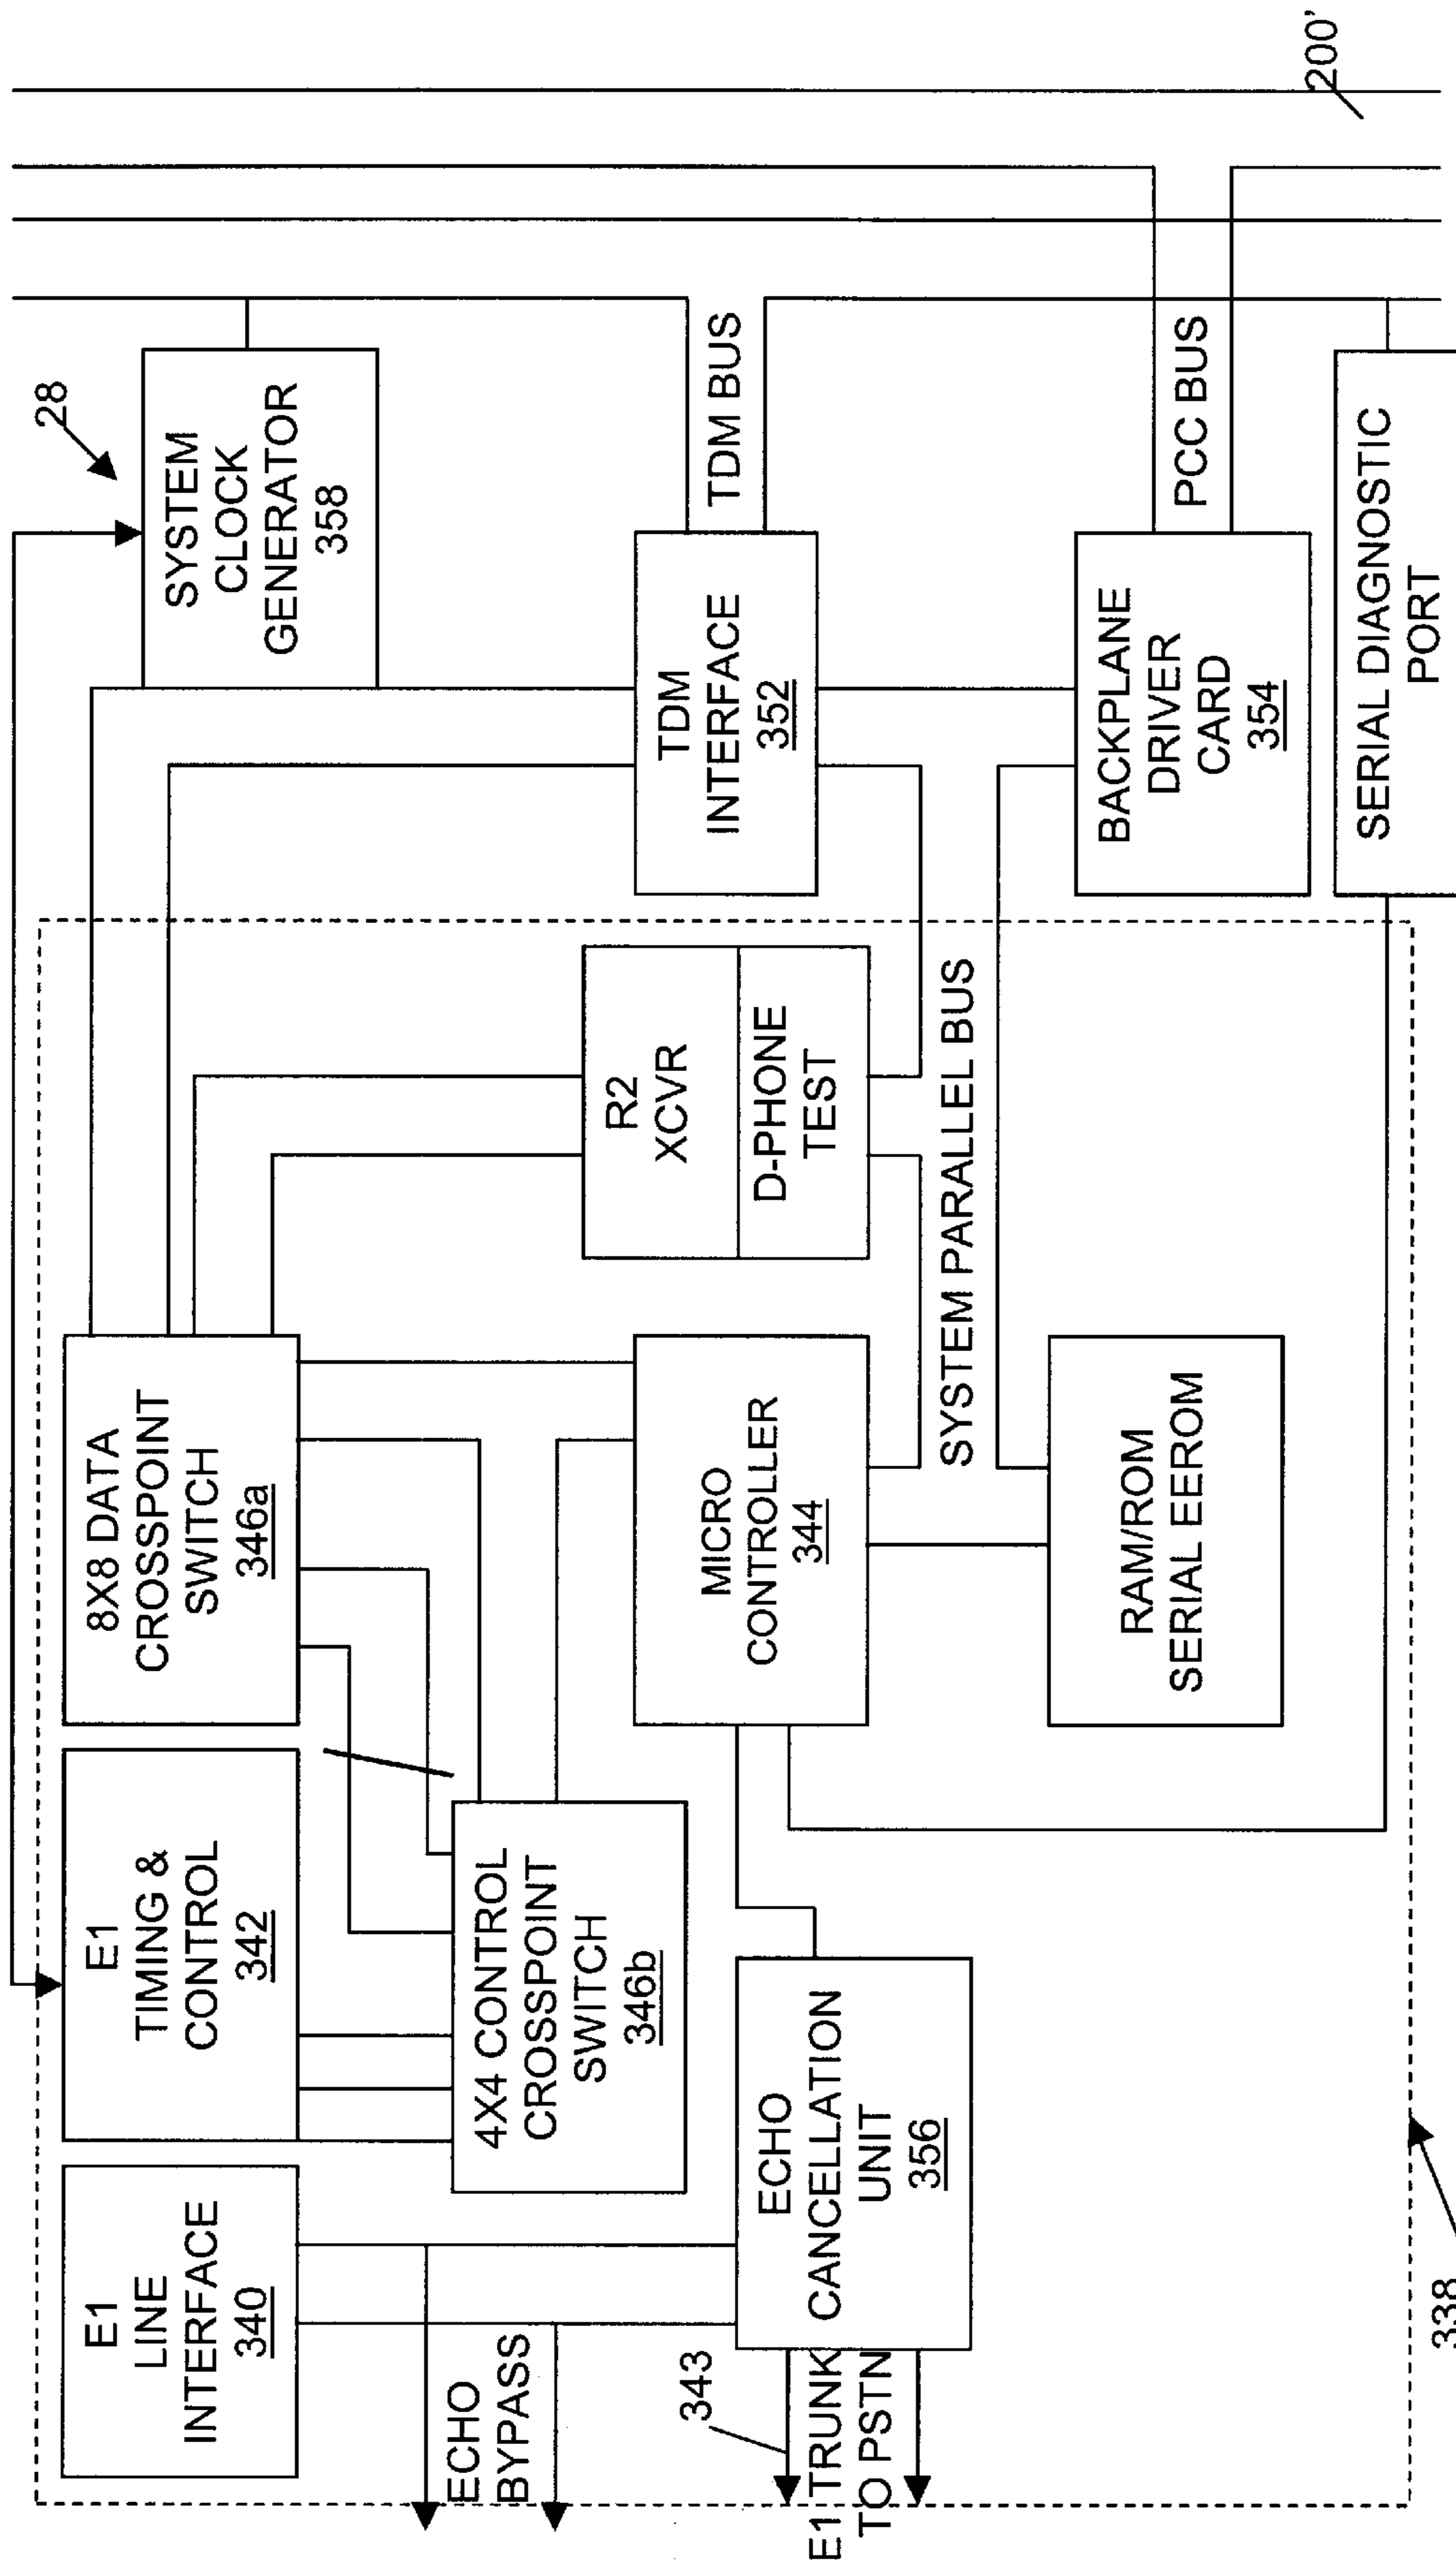 E1
LINE
INTERFACE
340
E1
TIMING &
CONTROL
342
8X8 DATA
CROSSPOINT
SWITCH
346a
28
SYSTEM
CLOCK
GENERATOR
358
ECHO
BYPASS
4X4 CONTROL
CROSSPOINT
SWITCH
346b
R2
XCVR
D-PHONE
TEST
TDM
INTERFACE
352
TDM BUS
343
E1 TRUNK
TO PSTN
ECHO
CANCELLATION
UNIT
356
MICRO
CONTROLLER
344
SYSTEM PARALLEL BUS
RAM/ROM
SERIAL EEROM
BACKPLANE
DRIVER
CARD
354
PCC BUS
SERIAL DIAGNOSTIC
PORT
200'
338